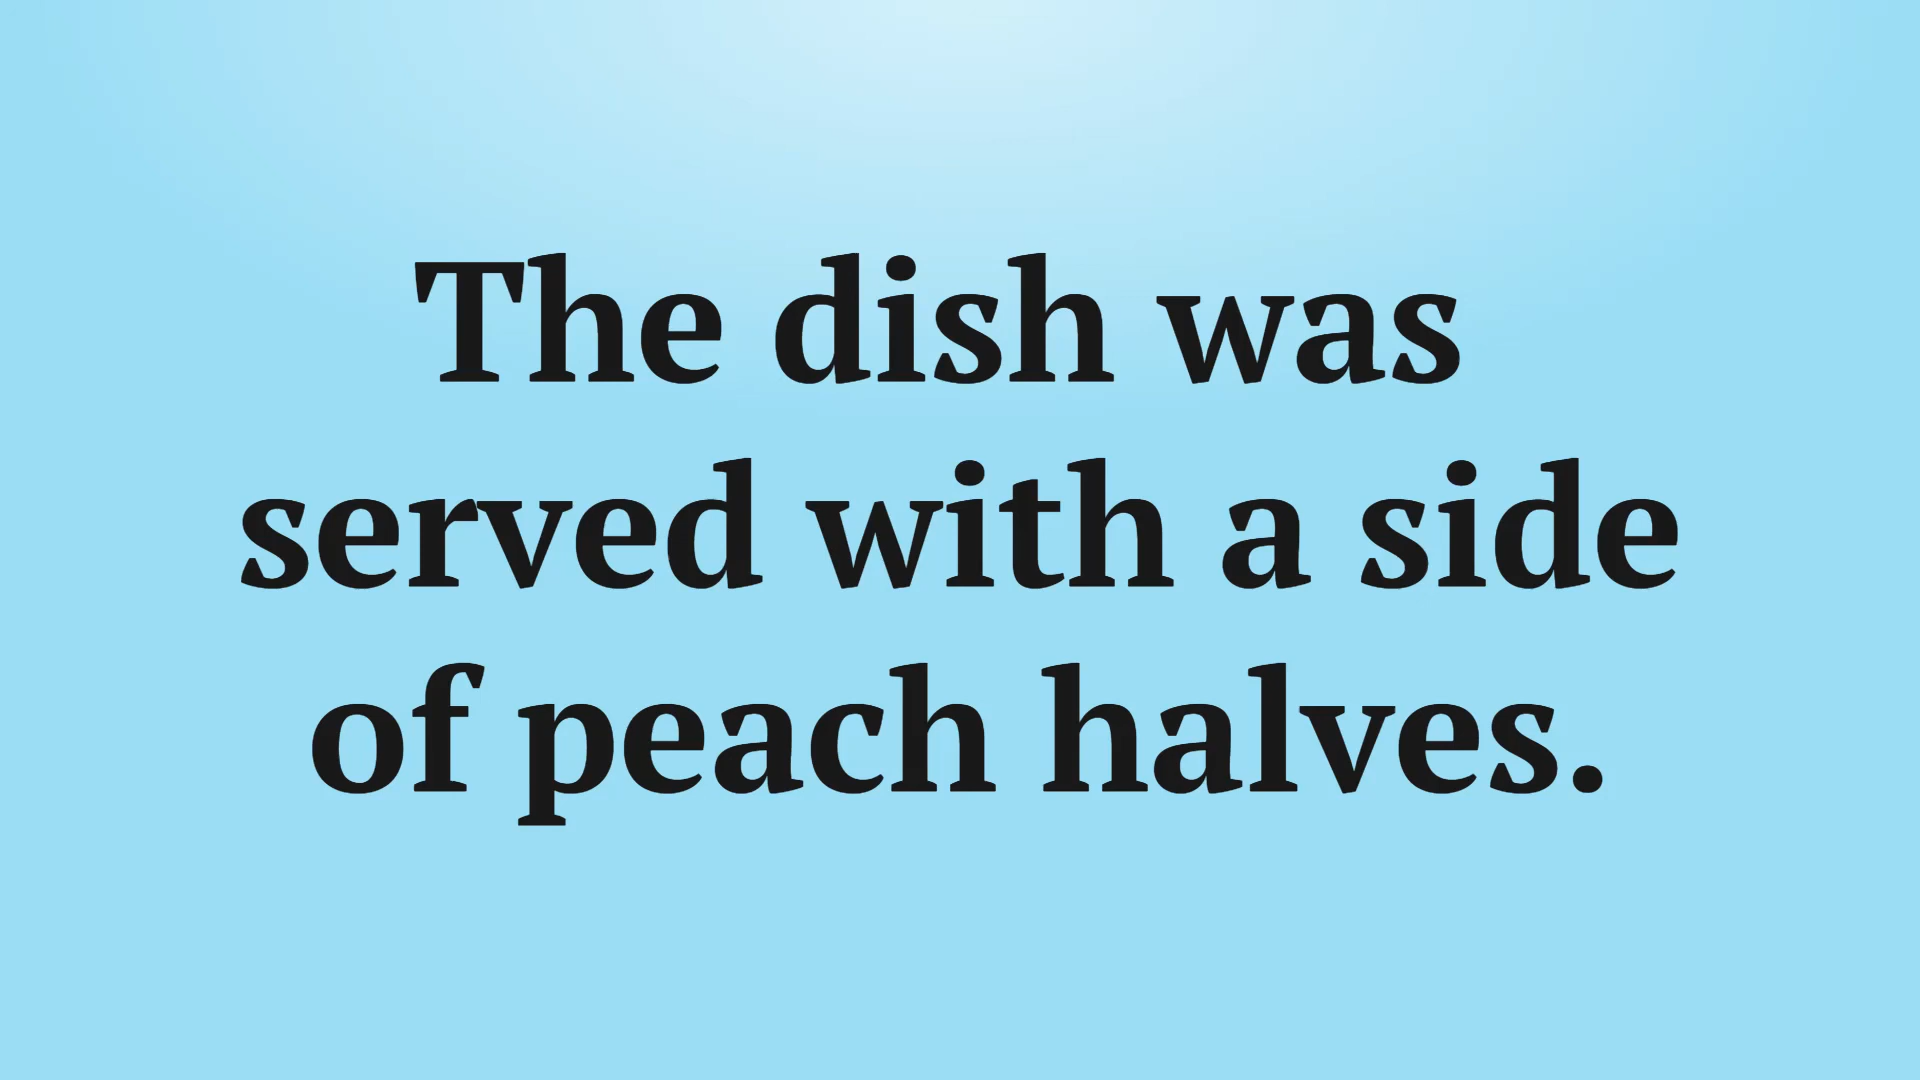 The dish was
served with a side
of peach halves.